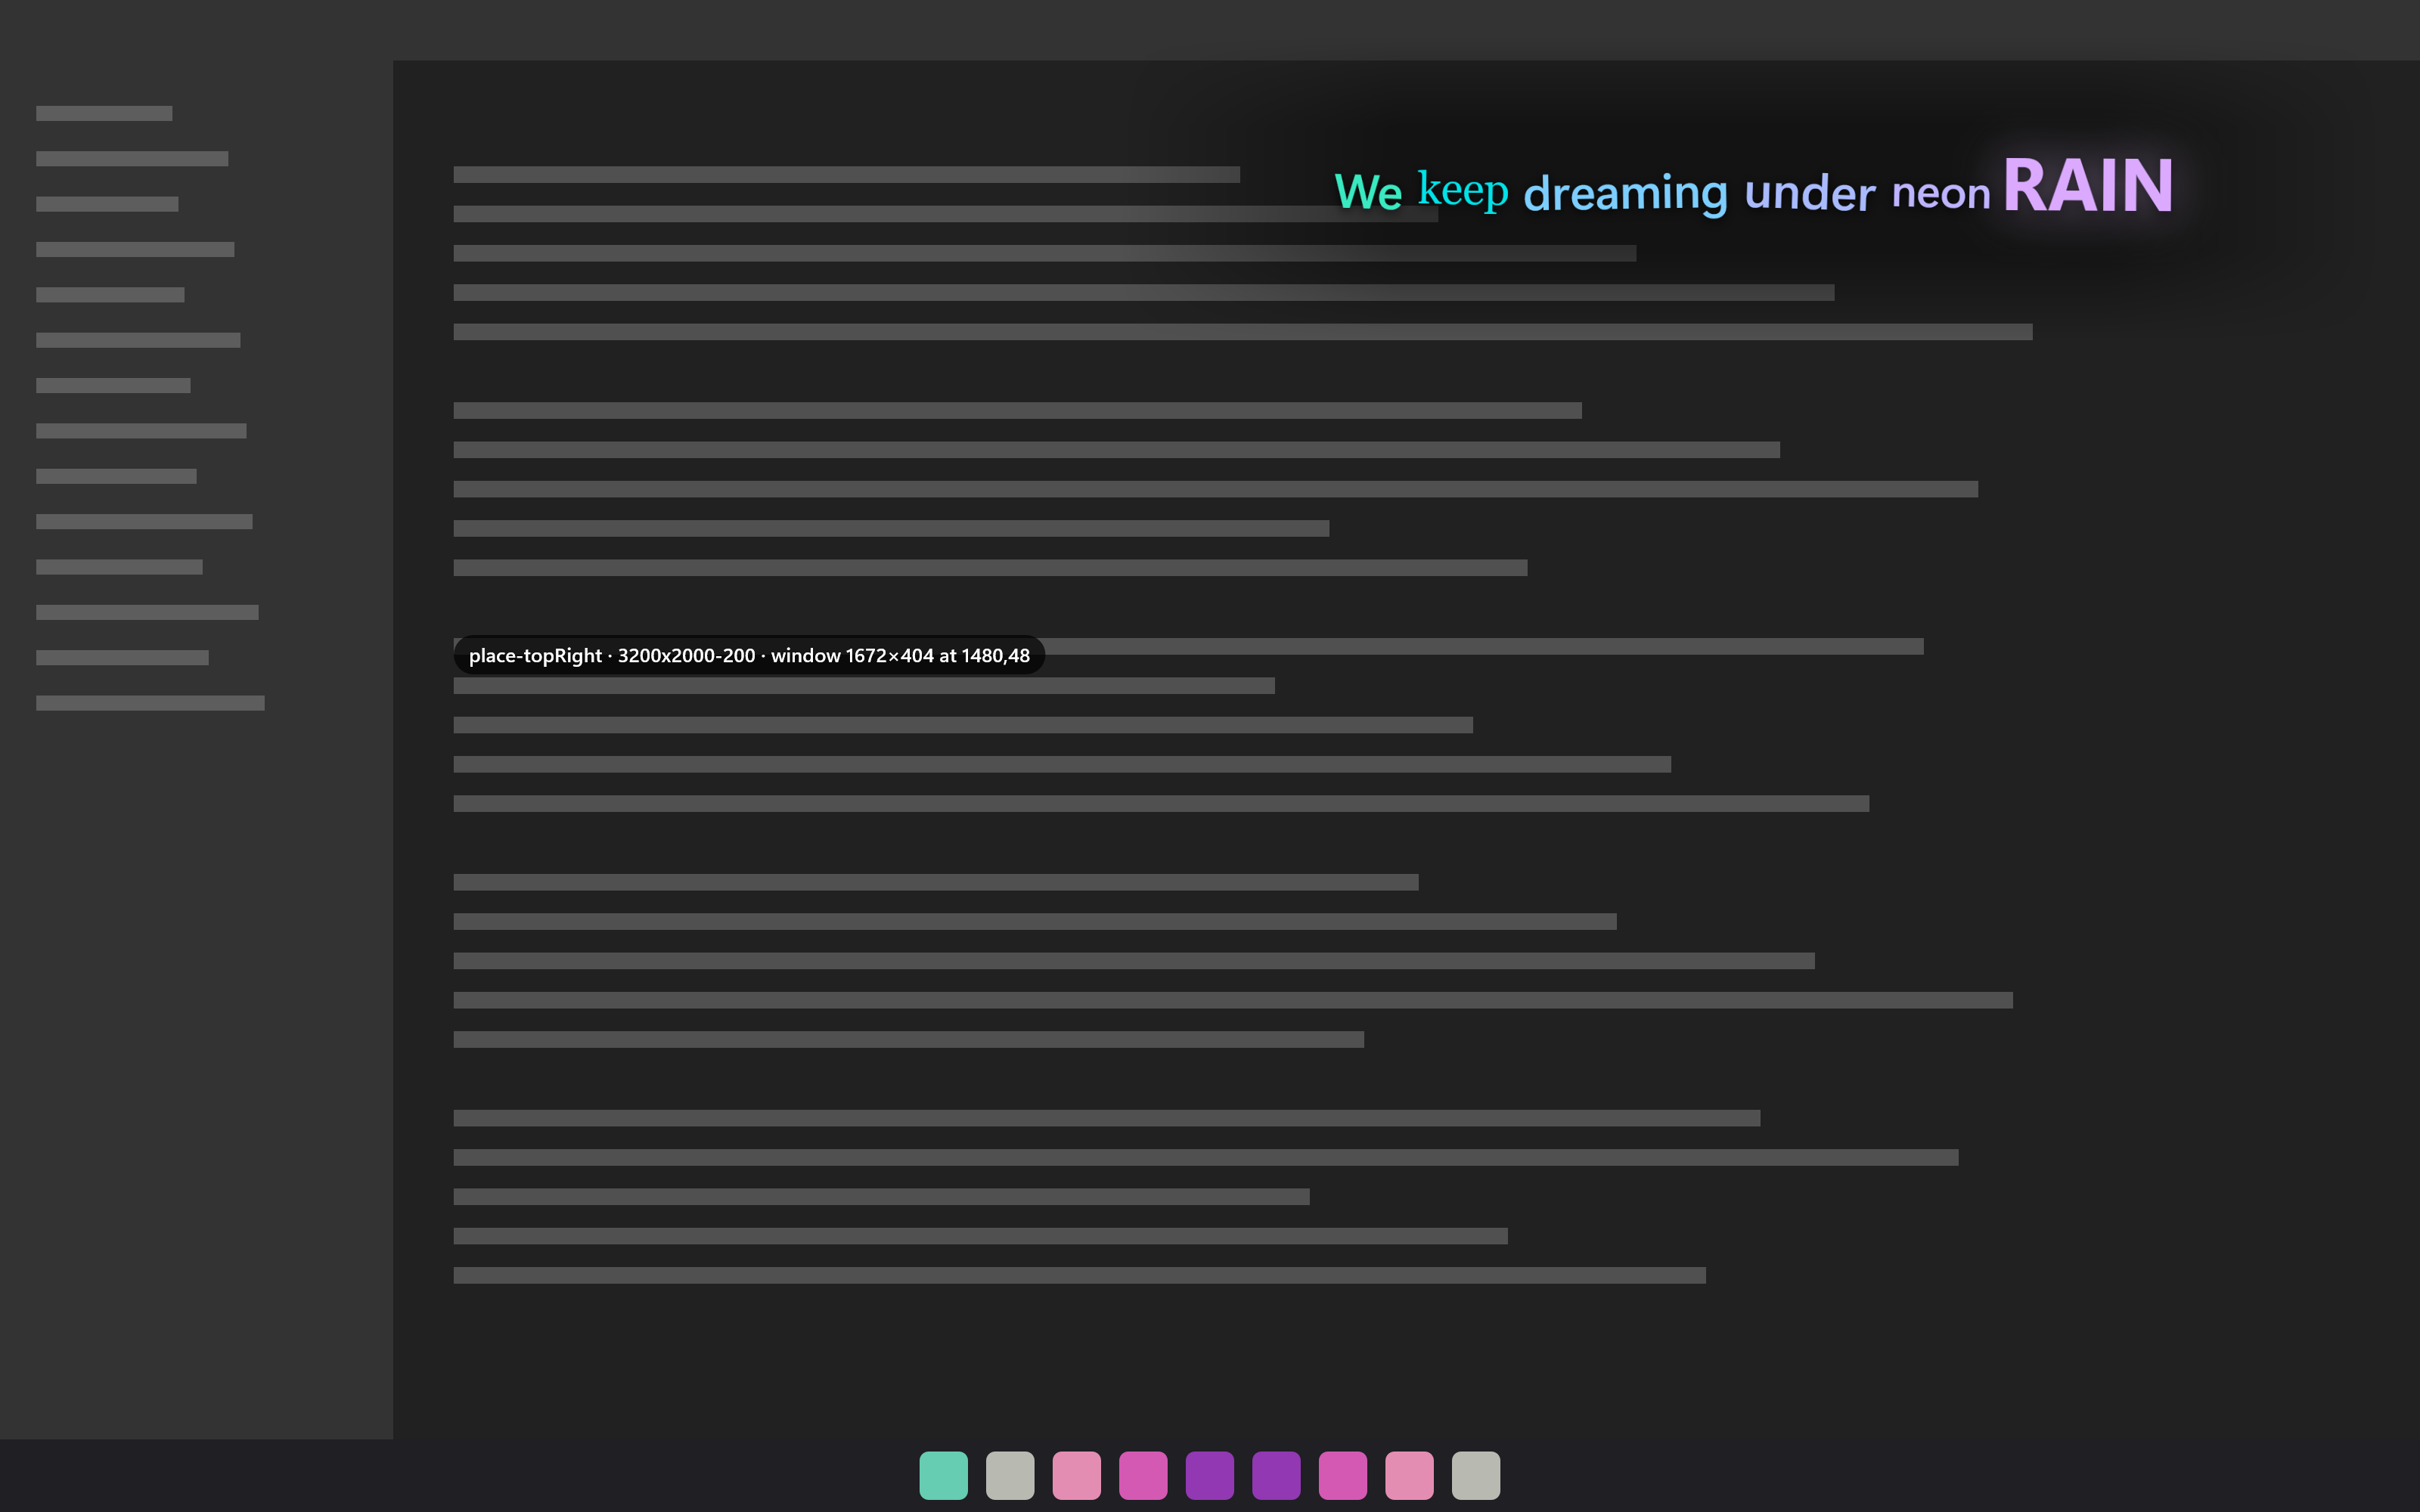 We keep dreaming under neon RAIN
place-topRight · 3200x2000-200 · window 1672×404 at 1480,48